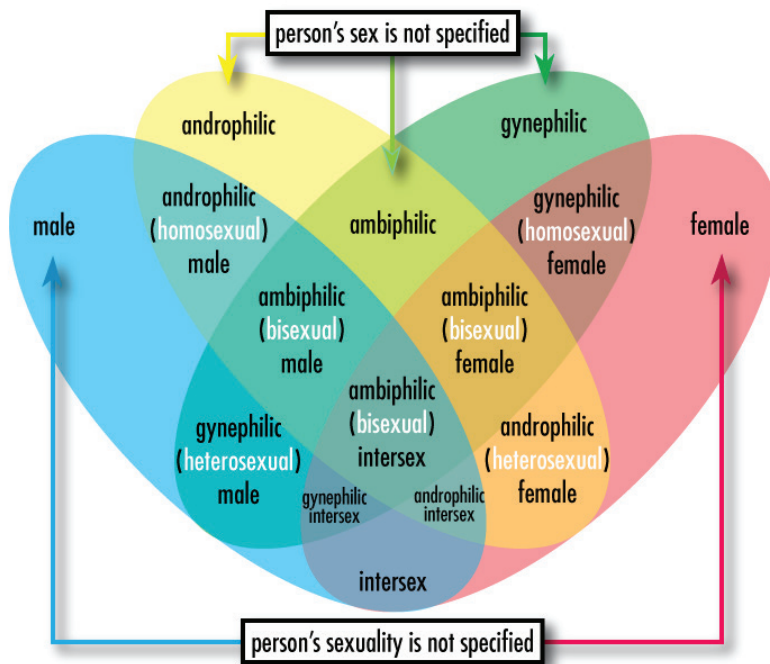 person's sex is not specified
androphilic
gynephilic
androphilic
(homosexual)
male
male
ambiphilic
gynephilic
(homosexual)
female
female
ambiphilic
(bisexual)
male
ambiphilic
(bisexual)
female
ambiphilic
(bisexual)
intersex
gynephilic
(heterosexual)
male
androphilic
(heterosexual)
female
gynephilic
intersex
androphilic
intersex
intersex
person's sexuality is not specified